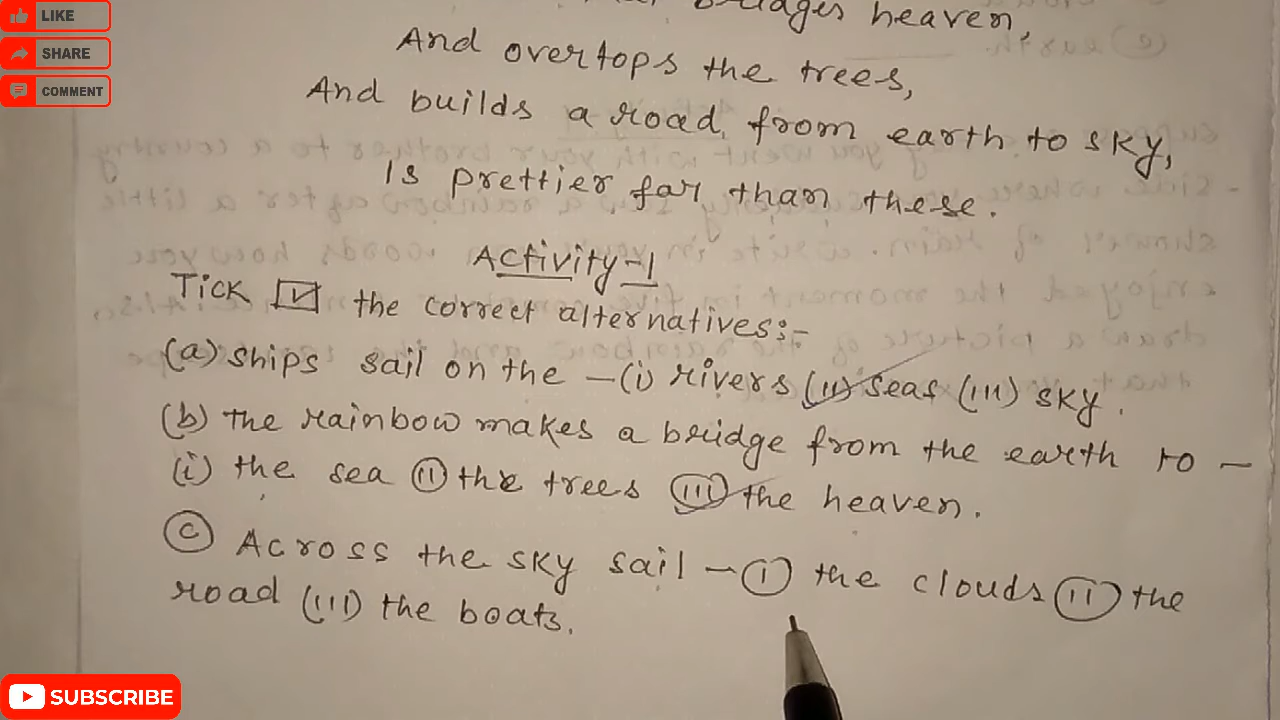 LIKE
SHARE
COMMENT
bridges heaven,
And overtops the trees,
And builds a road, from earth to sky,
Is prettier far than these.
Activity-1
Tick ☑ the correct alternatives:-
(a) ships sail on the - (i) rivers (ii) seas (iii) sky.
(b) the rainbow makes a bridge from the earth to -
(i) the sea (ii) the trees (iii) the heaven.
(c) Across the sky sail - (i) the clouds (ii) the
road (iii) the boats.
SUBSCRIBE